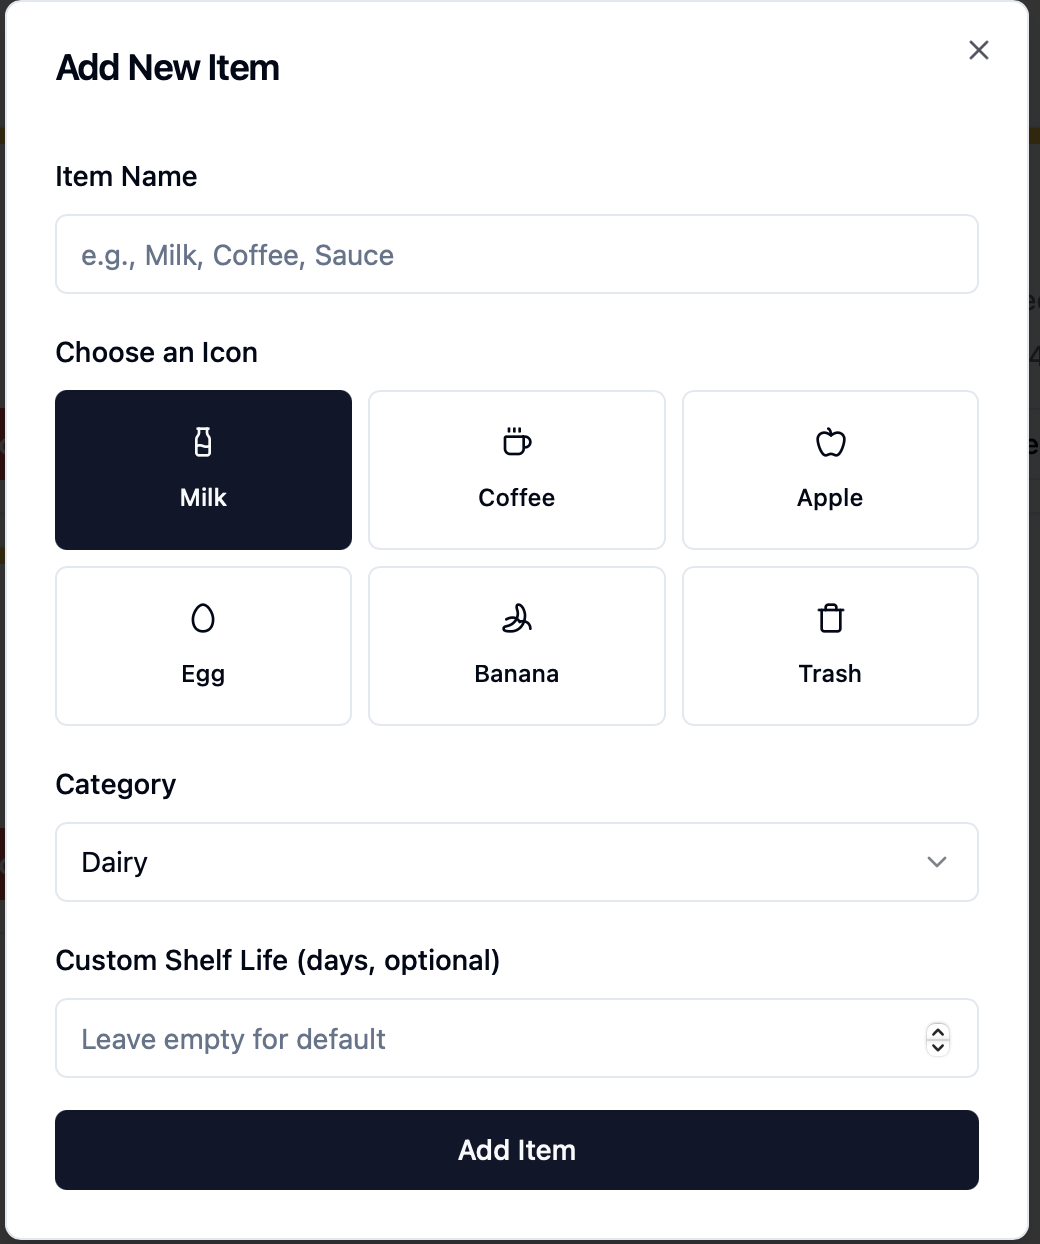 Add New Item
Item Name
e.g., Milk, Coffee, Sauce
Choose an Icon
Milk
Coffee
Apple
Egg
Banana
Trash
Category
Dairy
Custom Shelf Life (days, optional)
Leave empty for default
Add Item